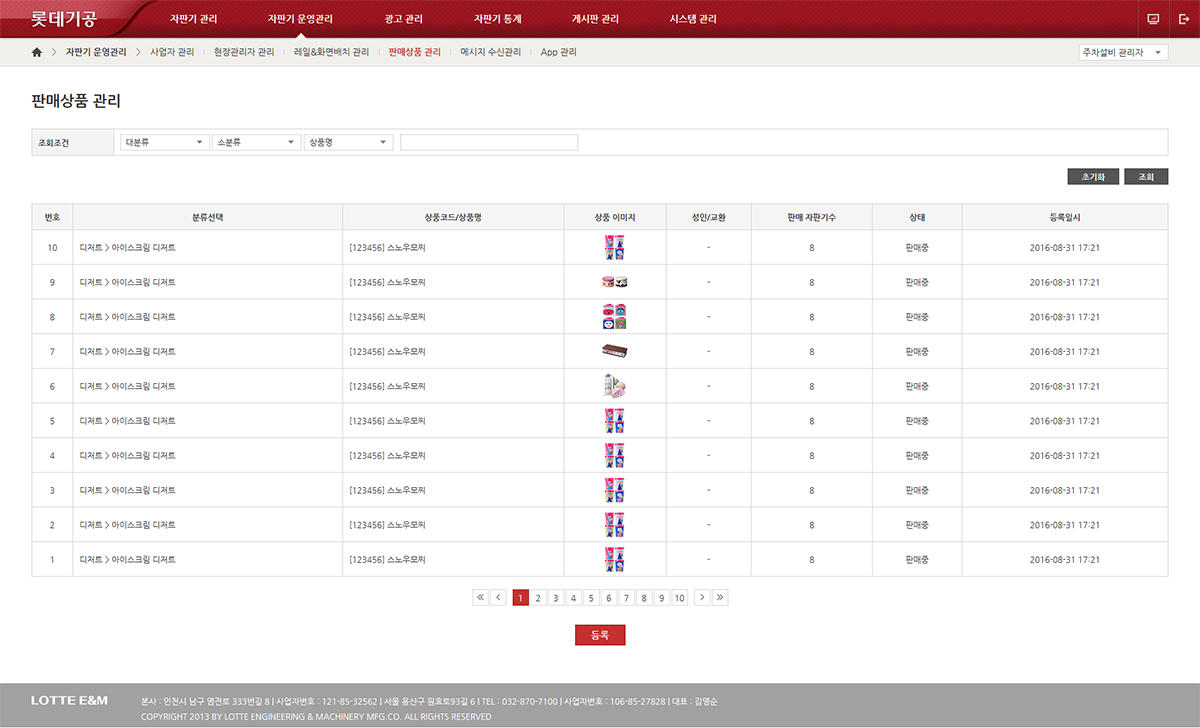 롯데기공 자판기 관리 자판기 운영관리 광고 관리 자판기 통계 게시판 관리 시스템 관리
자판기 운영관리 사업자 관리 현장관리자 관리 레일&화면배치 관리 판매상품 관리 메시지 수신관리 App 관리 주차설비 관리자
판매상품 관리
조회조건 대분류 소분류 상품명
초기화 조회
번호 분류선택 상품코드/상품명 상품 이미지 성인/교환 판매 자판기수 상태 등록일시
10 디저트 > 아이스크림 디저트 [123456] 스노우모찌 - 8 판매중 2016-08-31 17:21
9 디저트 > 아이스크림 디저트 [123456] 스노우모찌 - 8 판매중 2016-08-31 17:21
8 디저트 > 아이스크림 디저트 [123456] 스노우모찌 - 8 판매중 2016-08-31 17:21
7 디저트 > 아이스크림 디저트 [123456] 스노우모찌 - 8 판매중 2016-08-31 17:21
6 디저트 > 아이스크림 디저트 [123456] 스노우모찌 - 8 판매중 2016-08-31 17:21
5 디저트 > 아이스크림 디저트 [123456] 스노우모찌 - 8 판매중 2016-08-31 17:21
4 디저트 > 아이스크림 디저트 [123456] 스노우모찌 - 8 판매중 2016-08-31 17:21
3 디저트 > 아이스크림 디저트 [123456] 스노우모찌 - 8 판매중 2016-08-31 17:21
2 디저트 > 아이스크림 디저트 [123456] 스노우모찌 - 8 판매중 2016-08-31 17:21
1 디저트 > 아이스크림 디저트 [123456] 스노우모찌 - 8 판매중 2016-08-31 17:21
« < 1 2 3 4 5 6 7 8 9 10 > »
등록
LOTTE E&M 본사 : 인천시 남구 염전로 333번길 8 | 사업자번호 : 121-85-32562 | 서울 용산구 원효로93길 6 | TEL : 032-870-7100 | 사업자번호 : 106-85-27828 | 대표 : 김영순
COPYRIGHT 2013 BY LOTTE ENGINEERING & MACHINERY MFG.CO. ALL RIGHTS RESERVED